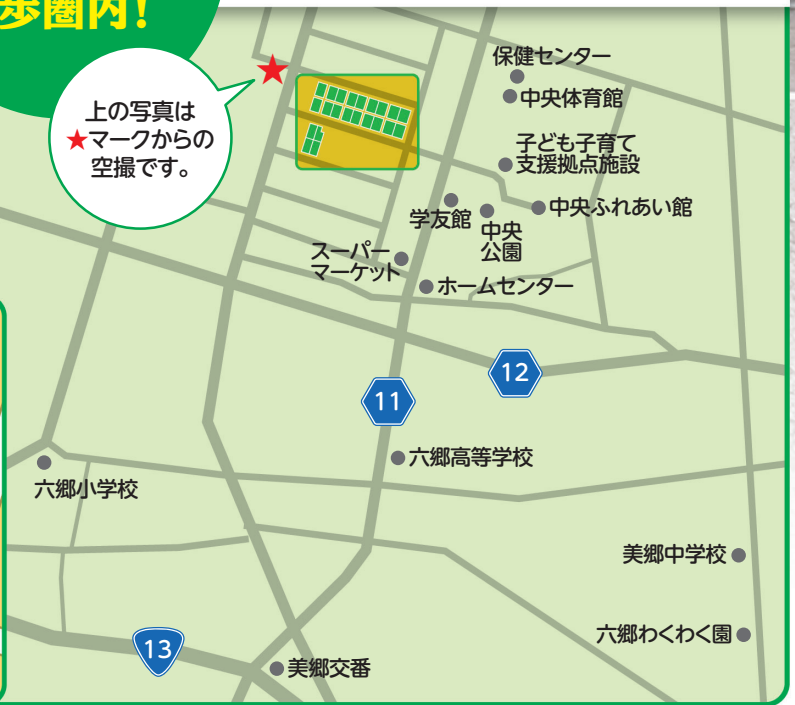 歩圏内!
上の写真は
★マークからの
空撮です。
保健センター
中央体育館
子ども子育て
支援拠点施設
中央ふれあい館
学友館
中央
公園
スーパー
マーケット
ホームセンター
12
11
六郷高等学校
六郷小学校
美郷中学校
六郷わくわく園
13
美郷交番